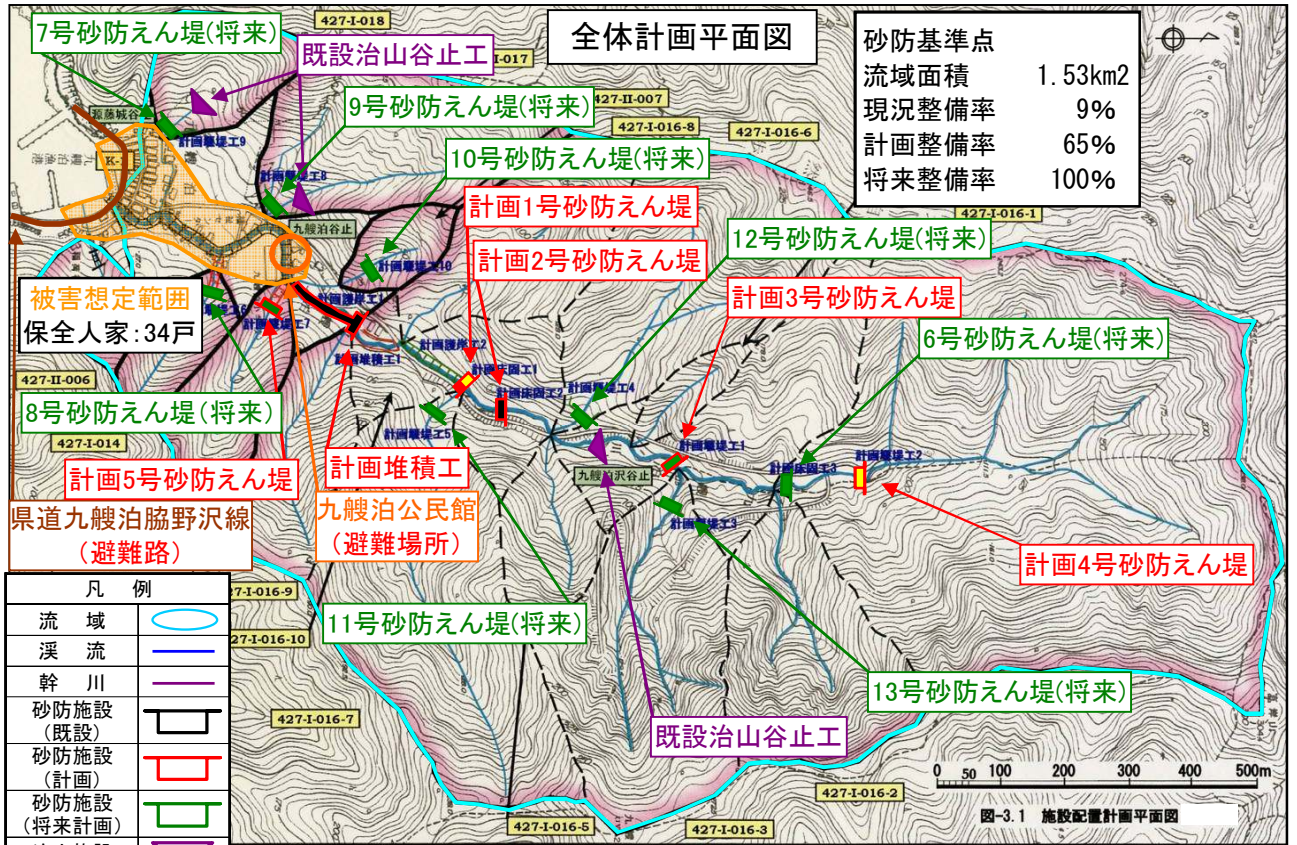 全体計画平面図
砂防基準点
流域面積 1.53km2
現況整備率 9%
計画整備率 65%
将来整備率 100%
427-I-018
7号砂防えん堤(将来)
既設治山谷止工
I-017
9号砂防えん堤(将来)
427-II-007
427-I-016-8
427-I-016-6
源藤城谷
計画堰堤工9
10号砂防えん堤(将来)
K-1
計画1号砂防えん堤
427-I-016-1
九艘泊谷止
計画2号砂防えん堤
12号砂防えん堤(将来)
計画堰堤工10
計画3号砂防えん堤
被害想定範囲
保全人家:34戸
計画堰堤工7
計画護岸工1
計画堆積工1
計画護岸工2
6号砂防えん堤(将来)
427-II-006
計画床固工1
計画床固工2
計画堰堤工4
8号砂防えん堤(将来)
計画堰堤工5
427-I-014
計画堰堤工1
計画5号砂防えん堤
計画堆積工
九艘泊沢谷止
計画床固工3
計画堰堤工2
県道九艘泊脇野沢線
(避難路)
九艘泊公民館
(避難場所)
計画堰堤工3
計画4号砂防えん堤
凡例
流域
渓流
幹川
砂防施設
(既設)
砂防施設
(計画)
砂防施設
(将来計画)
7-I-016-9
27-I-016-10
11号砂防えん堤(将来)
13号砂防えん堤(将来)
427-I-016-7
既設治山谷止工
0 50 100 200 300 400 500m
427-I-016-2
図-3.1 施設配置計画平面図
427-I-016-5
427-I-016-3